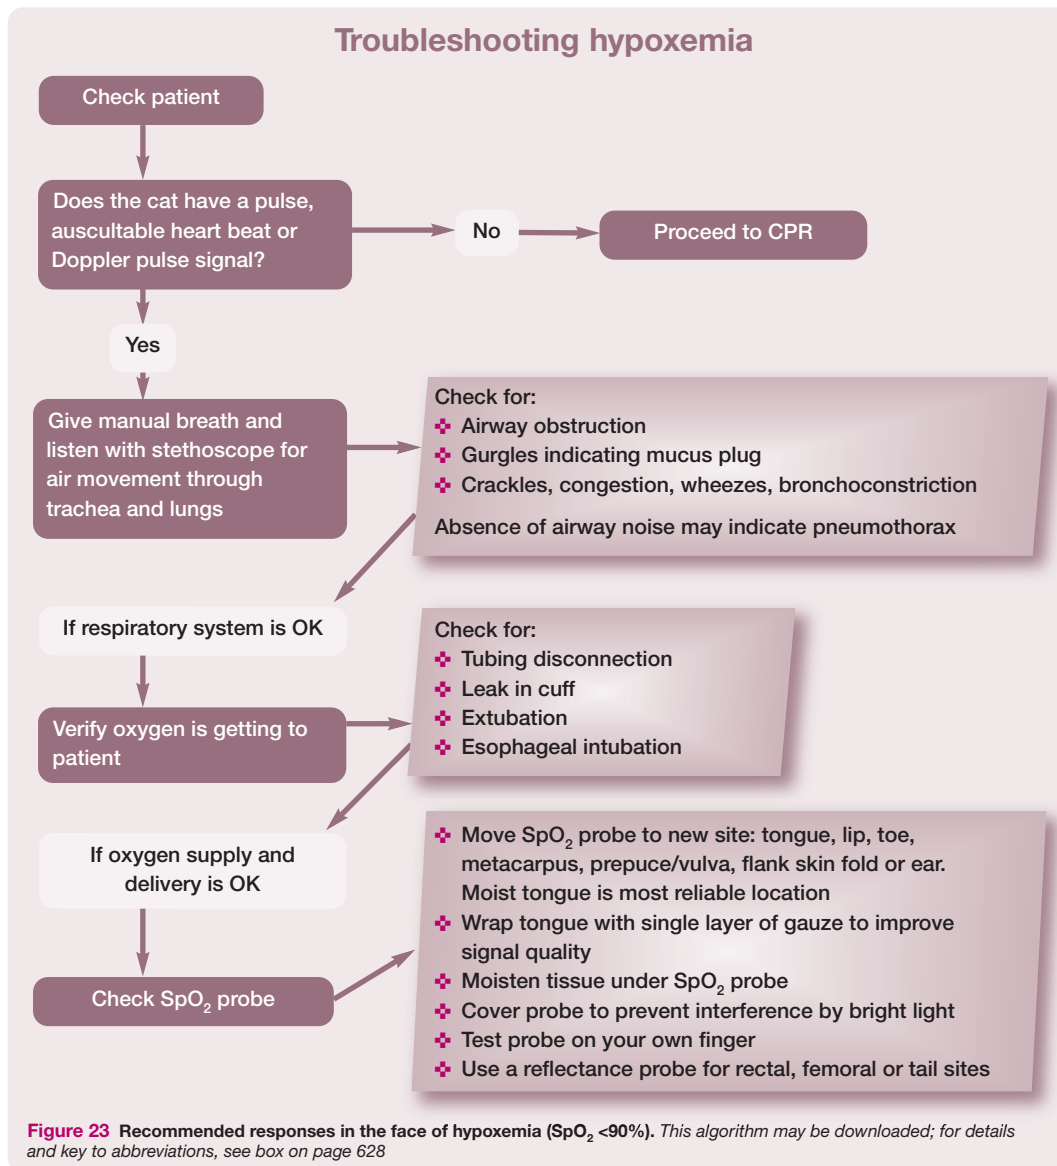 Troubleshooting hypoxemia
Check patient
Does the cat have a pulse,
auscultable heart beat or
Doppler pulse signal?
No
Proceed to CPR
Yes
Give manual breath and
listen with stethoscope for
air movement through
trachea and lungs
Check for:
❖ Airway obstruction
❖ Gurgles indicating mucus plug
❖ Crackles, congestion, wheezes, bronchoconstriction
Absence of airway noise may indicate pneumothorax
If respiratory system is OK
Verify oxygen is getting to
patient
Check for:
❖ Tubing disconnection
❖ Leak in cuff
❖ Extubation
❖ Esophageal intubation
If oxygen supply and
delivery is OK
Check SpO₂ probe
❖ Move SpO₂ probe to new site: tongue, lip, toe,
metacarpus, prepuce/vulva, flank skin fold or ear.
Moist tongue is most reliable location
❖ Wrap tongue with single layer of gauze to improve
signal quality
❖ Moisten tissue under SpO₂ probe
❖ Cover probe to prevent interference by bright light
❖ Test probe on your own finger
❖ Use a reflectance probe for rectal, femoral or tail sites
Figure 23 Recommended responses in the face of hypoxemia (SpO₂ <90%). This algorithm may be downloaded; for details
and key to abbreviations, see box on page 628